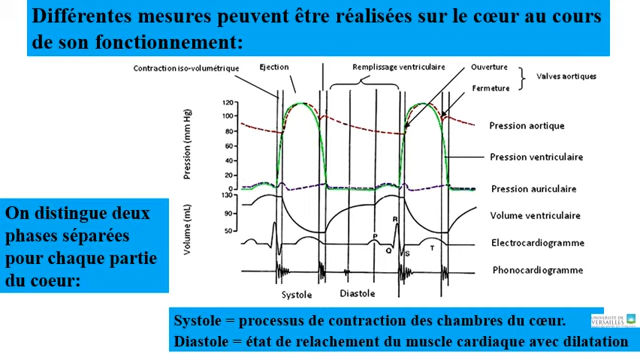 Différentes mesures peuvent être réalisées sur le cœur au cours
de son fonctionnement:
Contraction iso-volumétrique
Ejection
Remplissage ventriculaire
Ouverture
Fermeture
Valves aortiques
Pression (mm Hg)
120
100
80
60
40
20
0
Pression aortique
Pression ventriculaire
Pression auriculaire
Volume (mL)
130
90
50
Volume ventriculaire
Electrocardiogramme
Phonocardiogramme
P
Q
R
S
T
Systole
Diastole
On distingue deux
phases séparées
pour chaque partie
du coeur:
Systole = processus de contraction des chambres du cœur.
Diastole = état de relachement du muscle cardiaque avec dilatation
UNIVERSITÉ DE
VERSAILLES